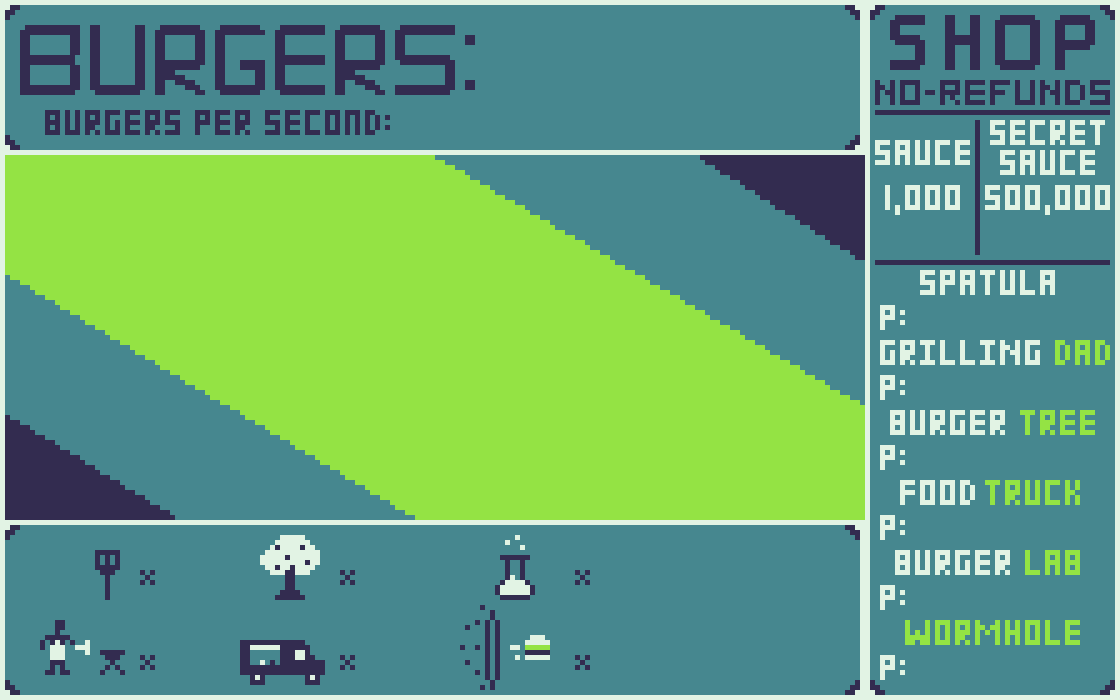 BURGERS:
BURGERS PER SECOND:
SHOP
NO-REFUNDS
SAUCE
1,000
SECRET
SAUCE
500,000
SPATULA
P:
GRILLING DAD
P:
BURGER TREE
P:
FOOD TRUCK
P:
BURGER LAB
P:
WORMHOLE
P:
x
x
x
x
x
x